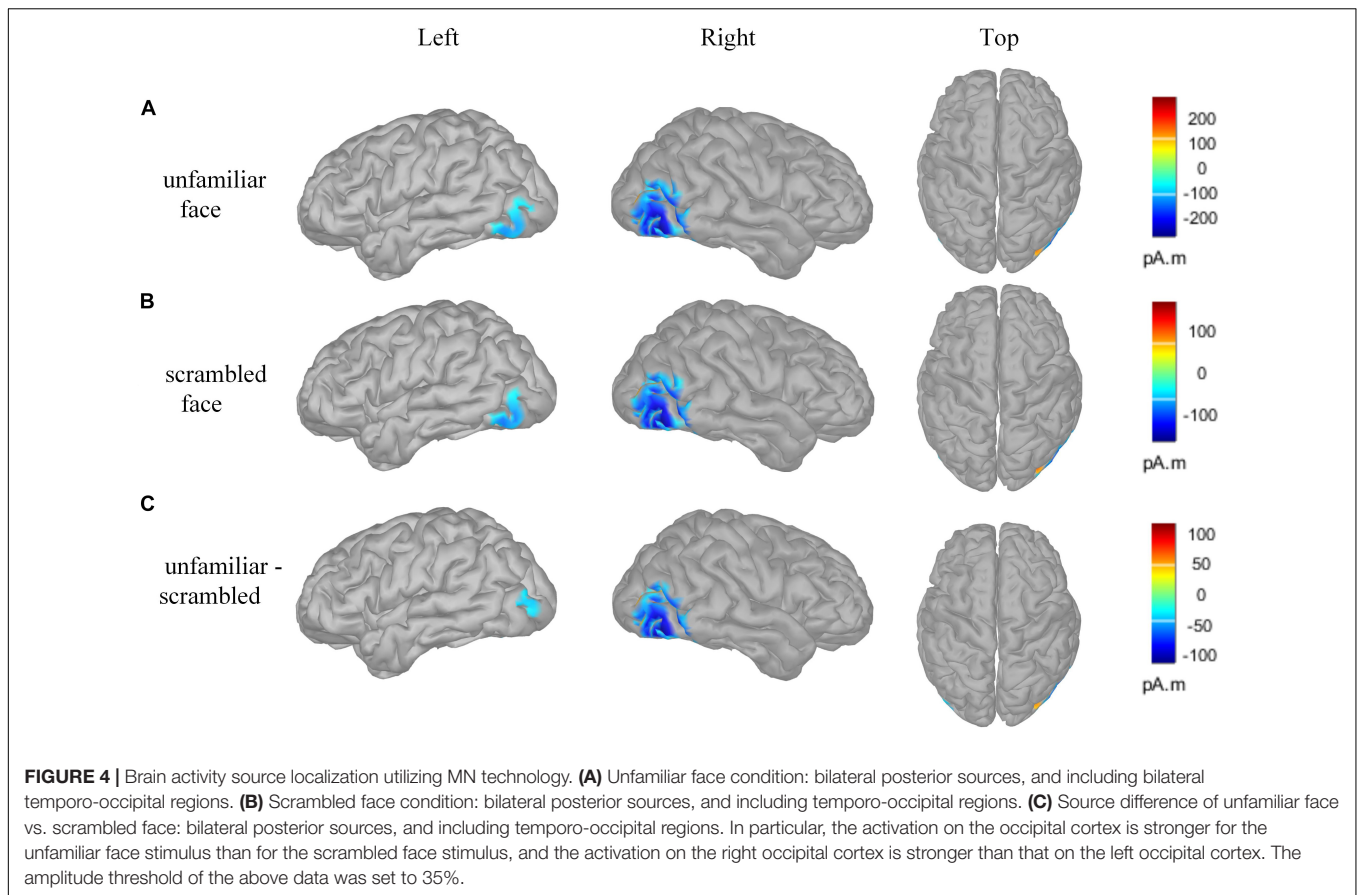 Left Right Top
A
unfamiliar
face
200
100
0
-100
-200
pA.m
B
scrambled
face
100
0
-100
pA.m
C
unfamiliar -
scrambled
100
50
0
-50
-100
pA.m
FIGURE 4 | Brain activity source localization utilizing MN technology. (A) Unfamiliar face condition: bilateral posterior sources, and including bilateral
temporo-occipital regions. (B) Scrambled face condition: bilateral posterior sources, and including temporo-occipital regions. (C) Source difference of unfamiliar face
vs. scrambled face: bilateral posterior sources, and including temporo-occipital regions. In particular, the activation on the occipital cortex is stronger for the
unfamiliar face stimulus than for the scrambled face stimulus, and the activation on the right occipital cortex is stronger than that on the left occipital cortex. The
amplitude threshold of the above data was set to 35%.